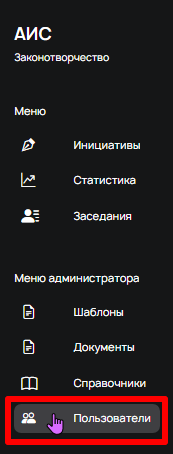 АИС
Законотворчество
Меню
Инициативы
Статистика
Заседания
Меню администратора
Шаблоны
Документы
Справочники
Пользователи